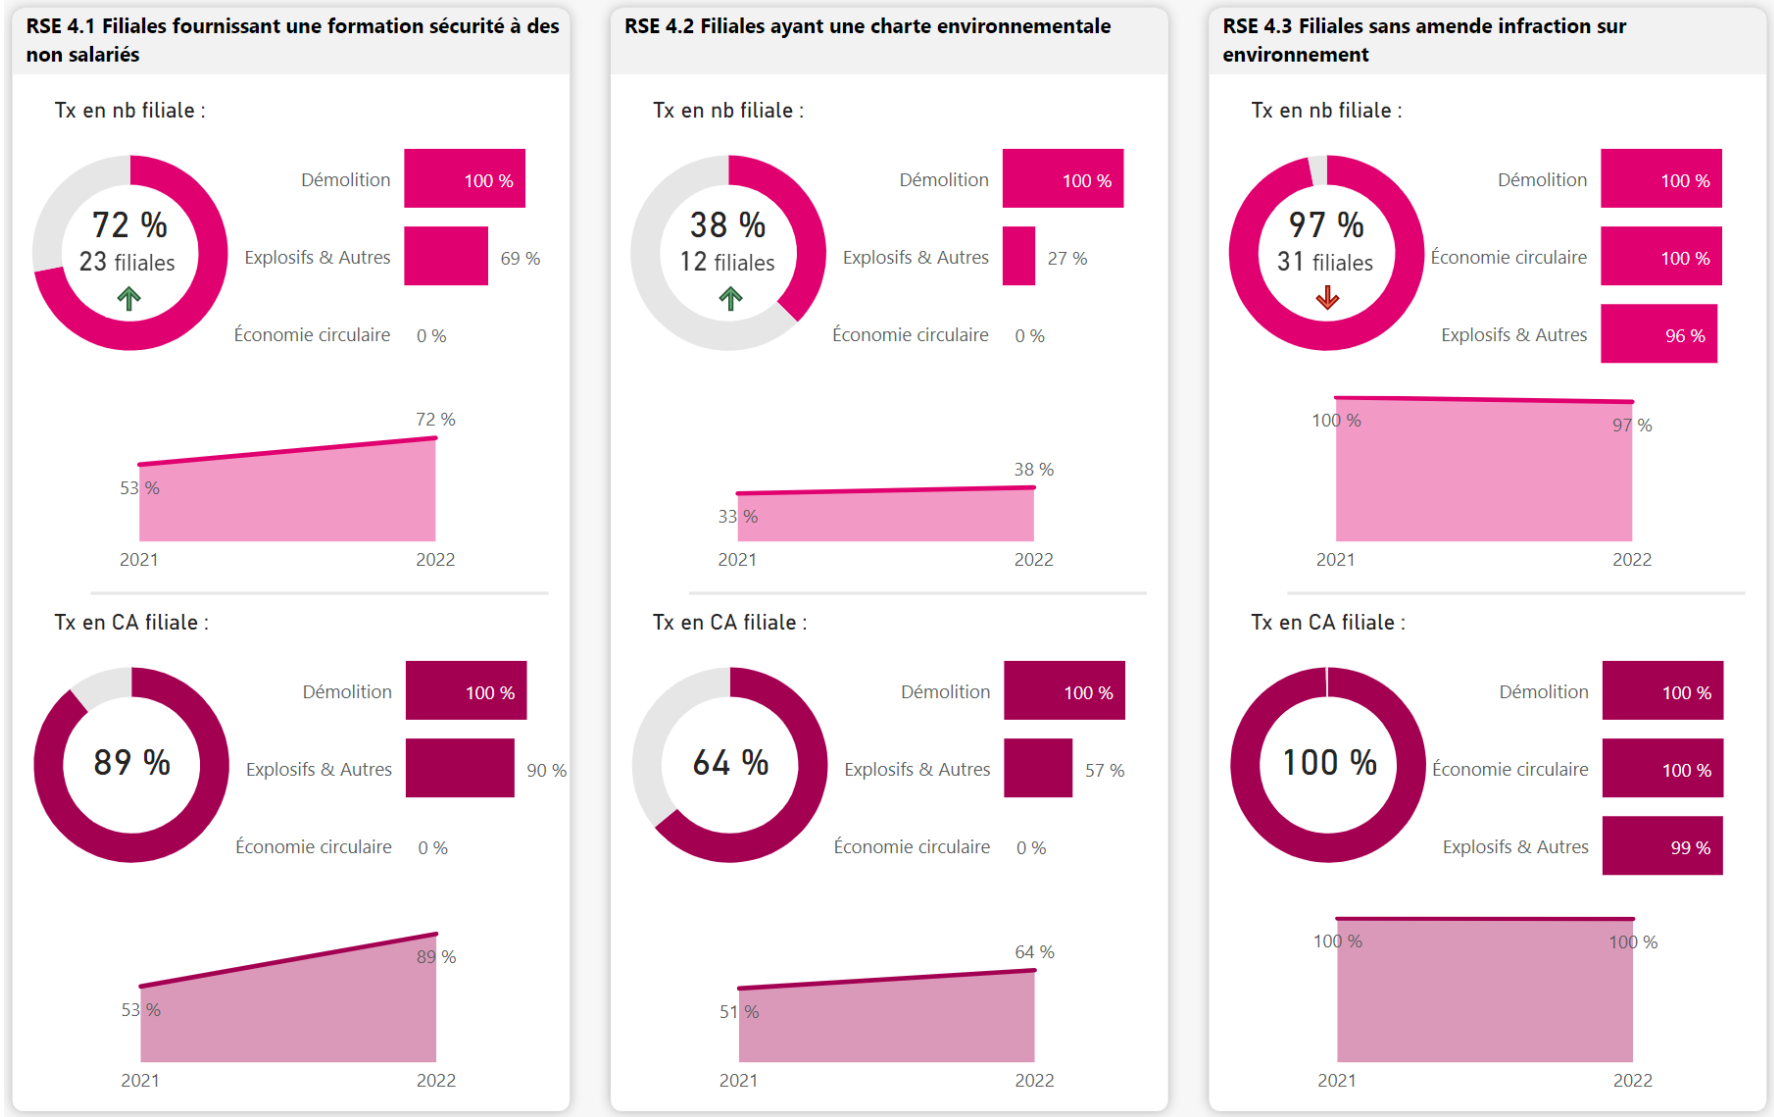 RSE 4.1 Filiales fournissant une formation sécurité à des
non salariés
Tx en nb filiale :
72 %
23 filiales
Démolition
100 %
Explosifs & Autres
69 %
Économie circulaire
0 %
72 %
53 %
2021
2022
Tx en CA filiale :
89 %
Démolition
100 %
Explosifs & Autres
90 %
Économie circulaire
0 %
89 %
53 %
2021
2022
RSE 4.2 Filiales ayant une charte environnementale
Tx en nb filiale :
38 %
12 filiales
Démolition
100 %
Explosifs & Autres
27 %
Économie circulaire
0 %
38 %
33 %
2021
2022
Tx en CA filiale :
64 %
Démolition
100 %
Explosifs & Autres
57 %
Économie circulaire
0 %
64 %
51 %
2021
2022
RSE 4.3 Filiales sans amende infraction sur
environnement
Tx en nb filiale :
97 %
31 filiales
Démolition
100 %
Économie circulaire
100 %
Explosifs & Autres
96 %
100 %
97 %
2021
2022
Tx en CA filiale :
100 %
Démolition
100 %
Économie circulaire
100 %
Explosifs & Autres
99 %
100 %
100 %
2021
2022